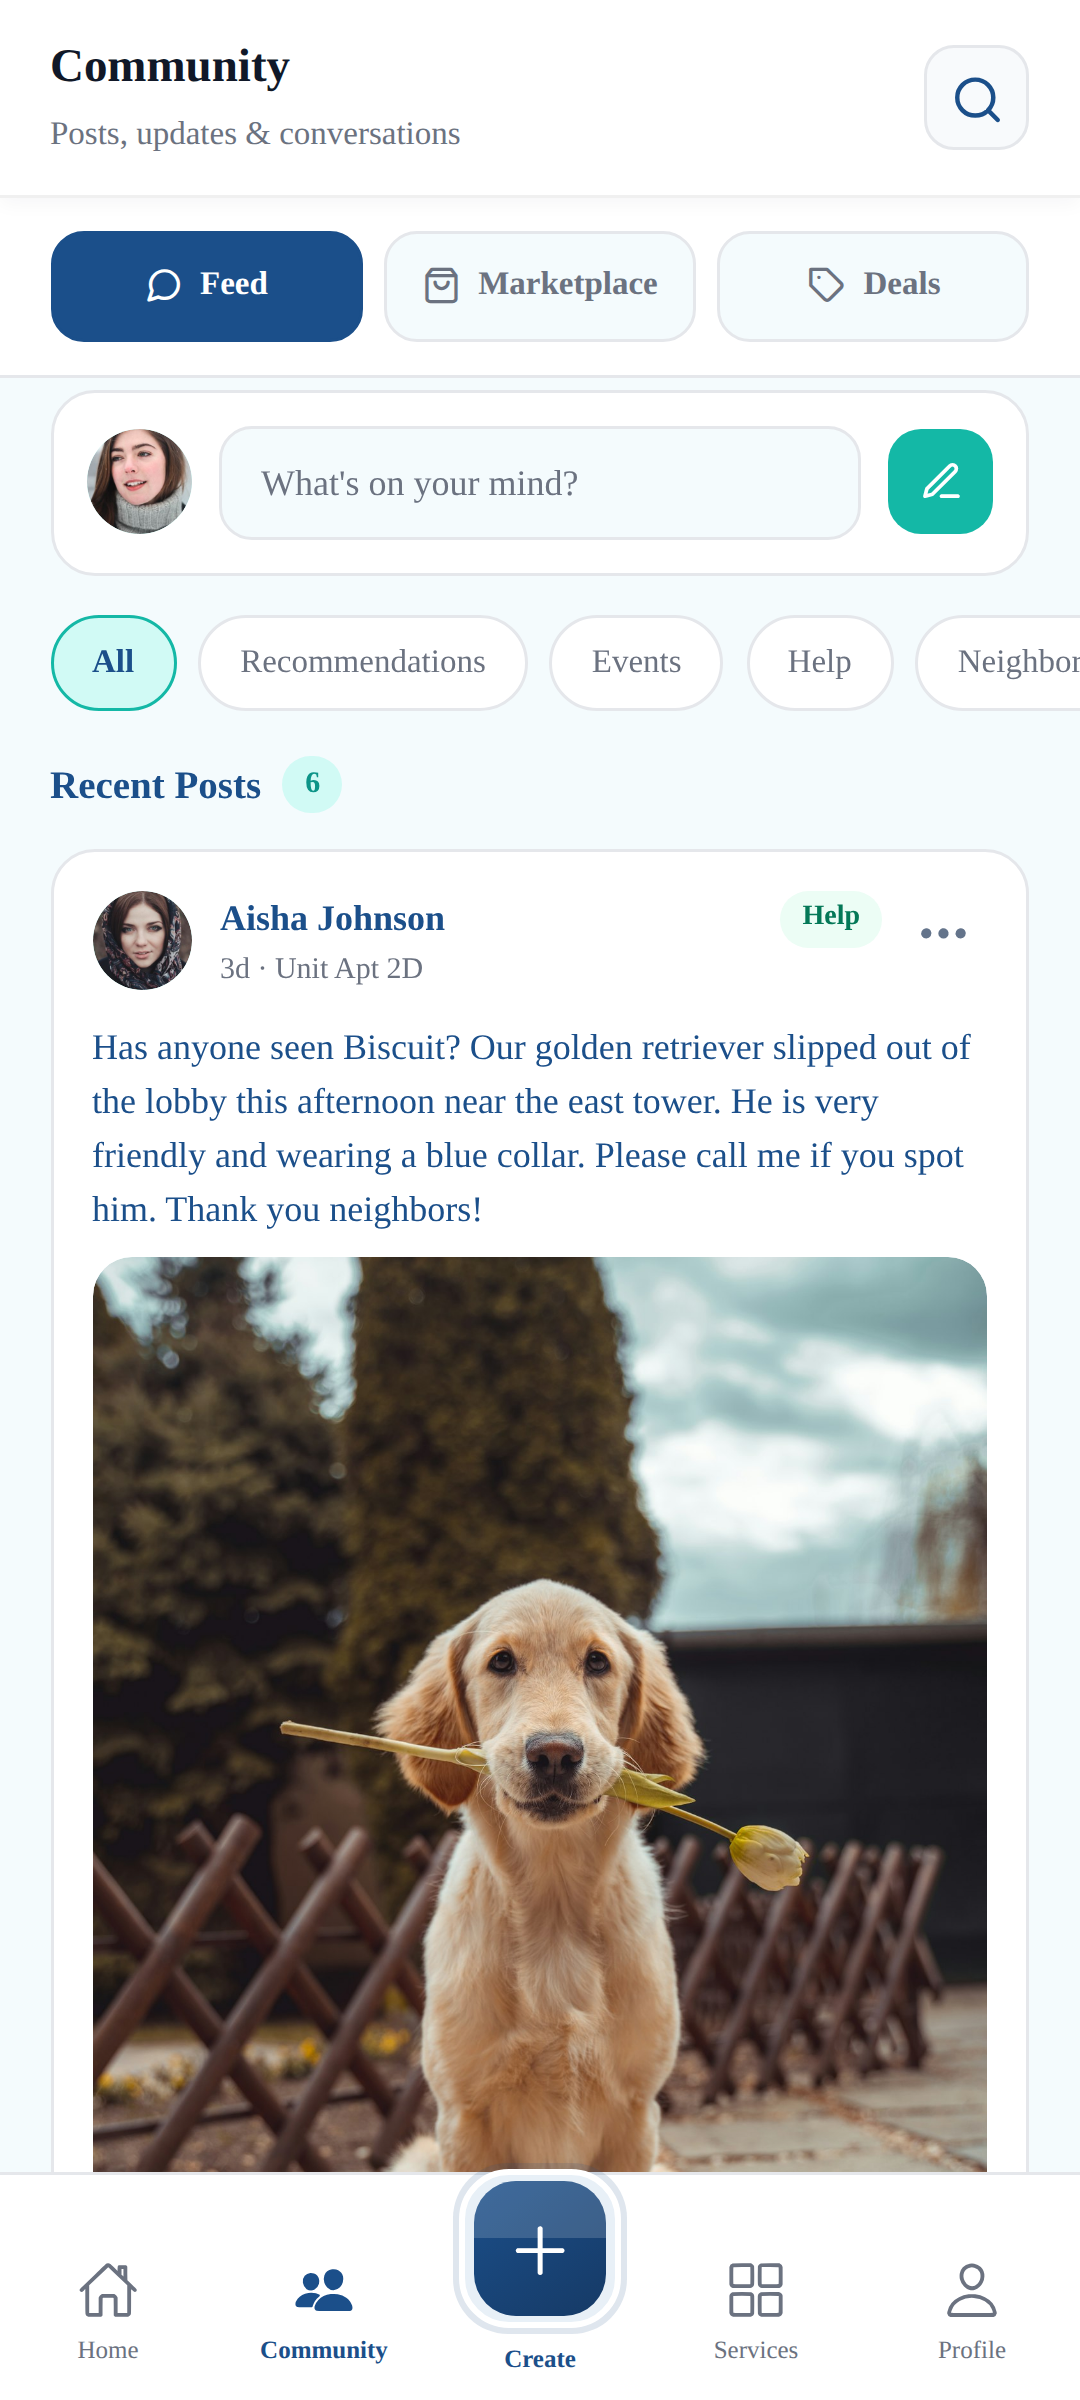 Community
Posts, updates & conversations
Feed
Marketplace
Deals
What's on your mind?
All
Recommendations
Events
Help
Neighbor
Recent Posts
6
Aisha Johnson
Help
3d · Unit Apt 2D
Has anyone seen Biscuit? Our golden retriever slipped out of
the lobby this afternoon near the east tower. He is very
friendly and wearing a blue collar. Please call me if you spot
him. Thank you neighbors!
Home
Community
Create
Services
Profile